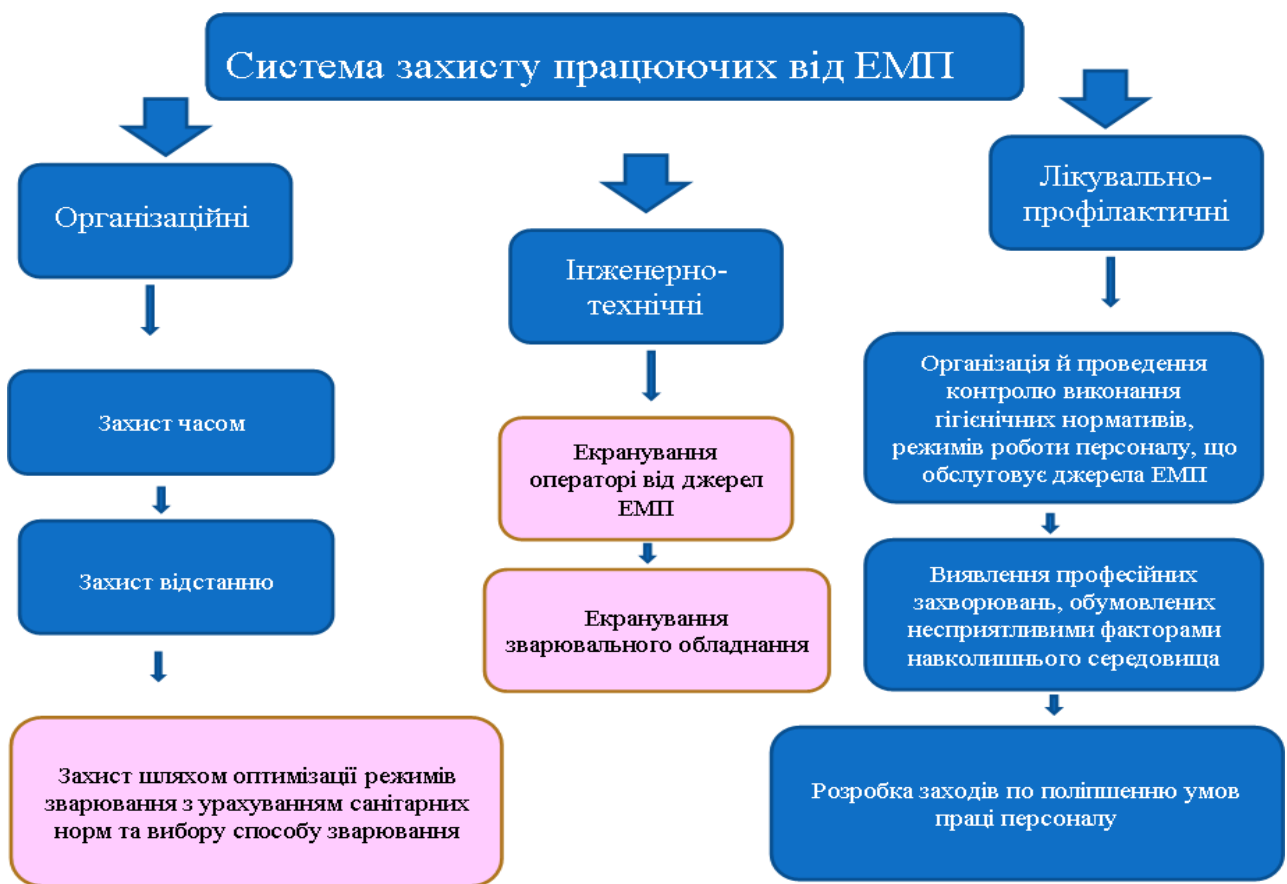 Система захисту працюючих від ЕМП
Організаційні
Захист часом
Захист відстанню
Захист шляхом оптимізації режимів
зварювання з урахуванням санітарних
норм та вибору способу зварювання
Інженерно-
технічні
Екранування
операторі від джерел
ЕМП
Екранування
зварювального обладнання
Лікувально-
профілактичні
Організація й проведення
контролю виконання
гігієнічних нормативів,
режимів роботи персоналу, що
обслуговує джерела ЕМП
Виявлення професійних
захворювань, обумовлених
несприятливими факторами
навколишнього середовища
Розробка заходів по поліпшенню умов
праці персоналу